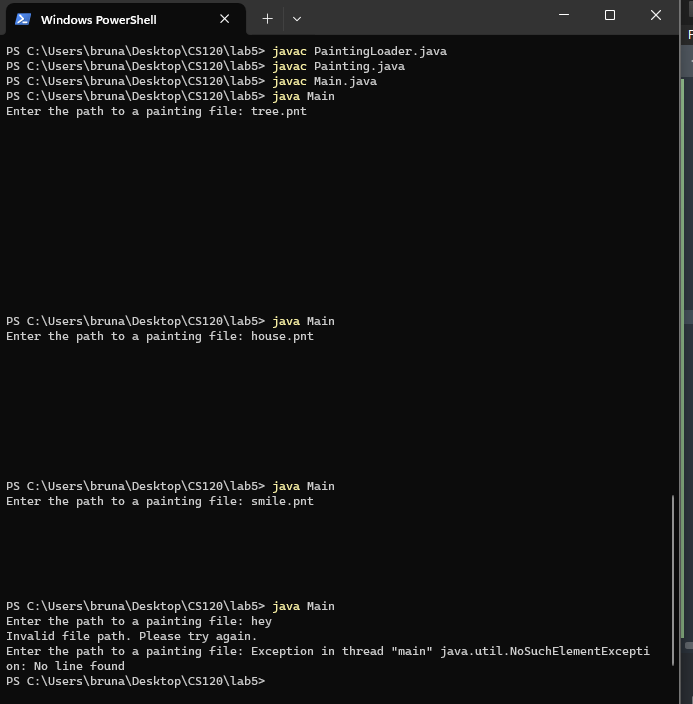 Windows PowerShell
PS C:\Users\bruna\Desktop\CS120\lab5> javac PaintingLoader.java
PS C:\Users\bruna\Desktop\CS120\lab5> javac Painting.java
PS C:\Users\bruna\Desktop\CS120\lab5> javac Main.java
PS C:\Users\bruna\Desktop\CS120\lab5> java Main
Enter the path to a painting file: tree.pnt
PS C:\Users\bruna\Desktop\CS120\lab5> java Main
Enter the path to a painting file: house.pnt
PS C:\Users\bruna\Desktop\CS120\lab5> java Main
Enter the path to a painting file: smile.pnt
PS C:\Users\bruna\Desktop\CS120\lab5> java Main
Enter the path to a painting file: hey
Invalid file path. Please try again.
Enter the path to a painting file: Exception in thread "main" java.util.NoSuchElementExcepti
on: No line found
PS C:\Users\bruna\Desktop\CS120\lab5>